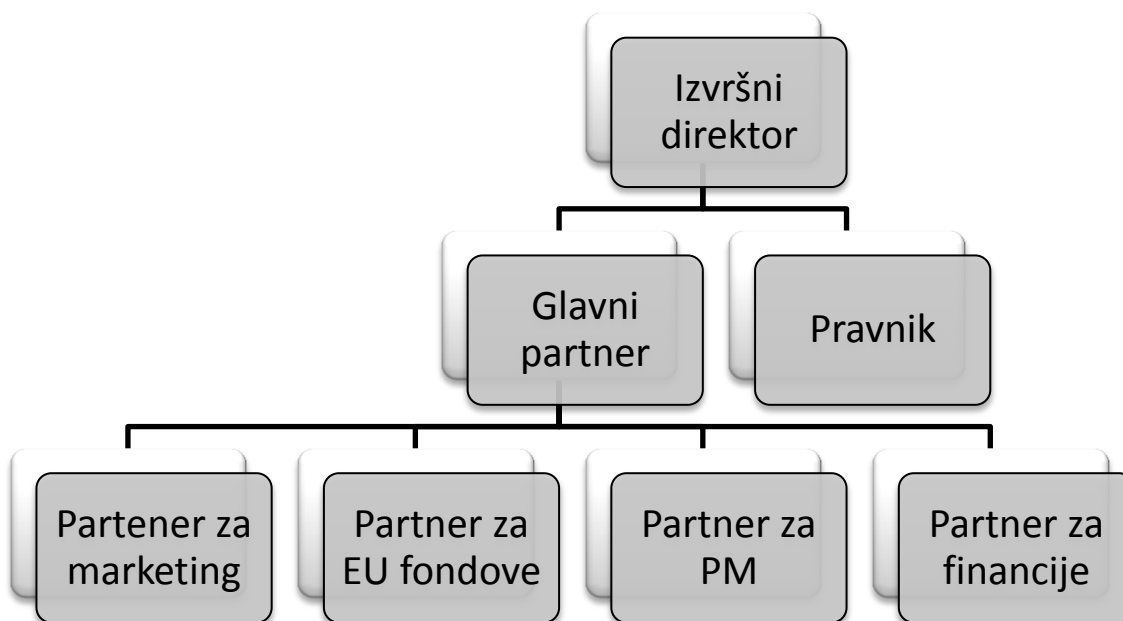 Izvršni
direktor
Glavni
partner
Pravnik
Partener za
marketing
Partner za
EU fondove
Partner za
PM
Partner za
financije